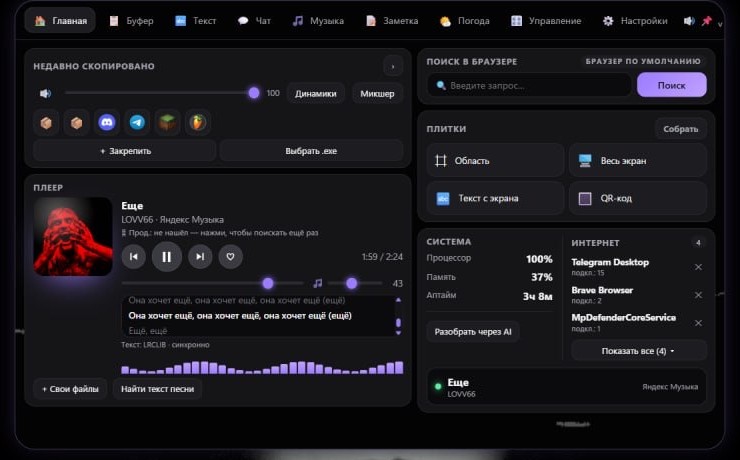 Главная
Буфер
Текст
Чат
Музыка
Заметка
Погода
Управление
Настройки
v
НЕДАВНО СКОПИРОВАНО
100
Динамики
Микшер
+ Закрепить
Выбрать .exe
ПЛЕЕР
Еще
LOVV66 · Яндекс Музыка
Прод.: не нашёл — нажми, чтобы поискать ещё раз
1:59 / 2:24
43
Она хочет ещё, она хочет ещё, она хочет ещё (ещё)
Она хочет ещё, она хочет ещё, она хочет ещё (ещё)
Ещё, ещё
Текст: LRCLIB · синхронно
+ Свои файлы
Найти текст песни
ПОИСК В БРАУЗЕРЕ
БРАУЗЕР ПО УМОЛЧАНИЮ
Введите запрос...
Поиск
ПЛИТКИ
Собрать
Область
abc
Весь экран
Текст с экрана
QR-код
СИСТЕМА
Процессор 100%
Память 37%
Аптайм 3ч 8м
Разобрать через AI
ИНТЕРНЕТ
4
Telegram Desktop
подкл.: 15
Brave Browser
подкл.: 2
MpDefenderCoreService
подкл.: 1
Показать все (4)
Еще
LOVV66
Яндекс Музыка